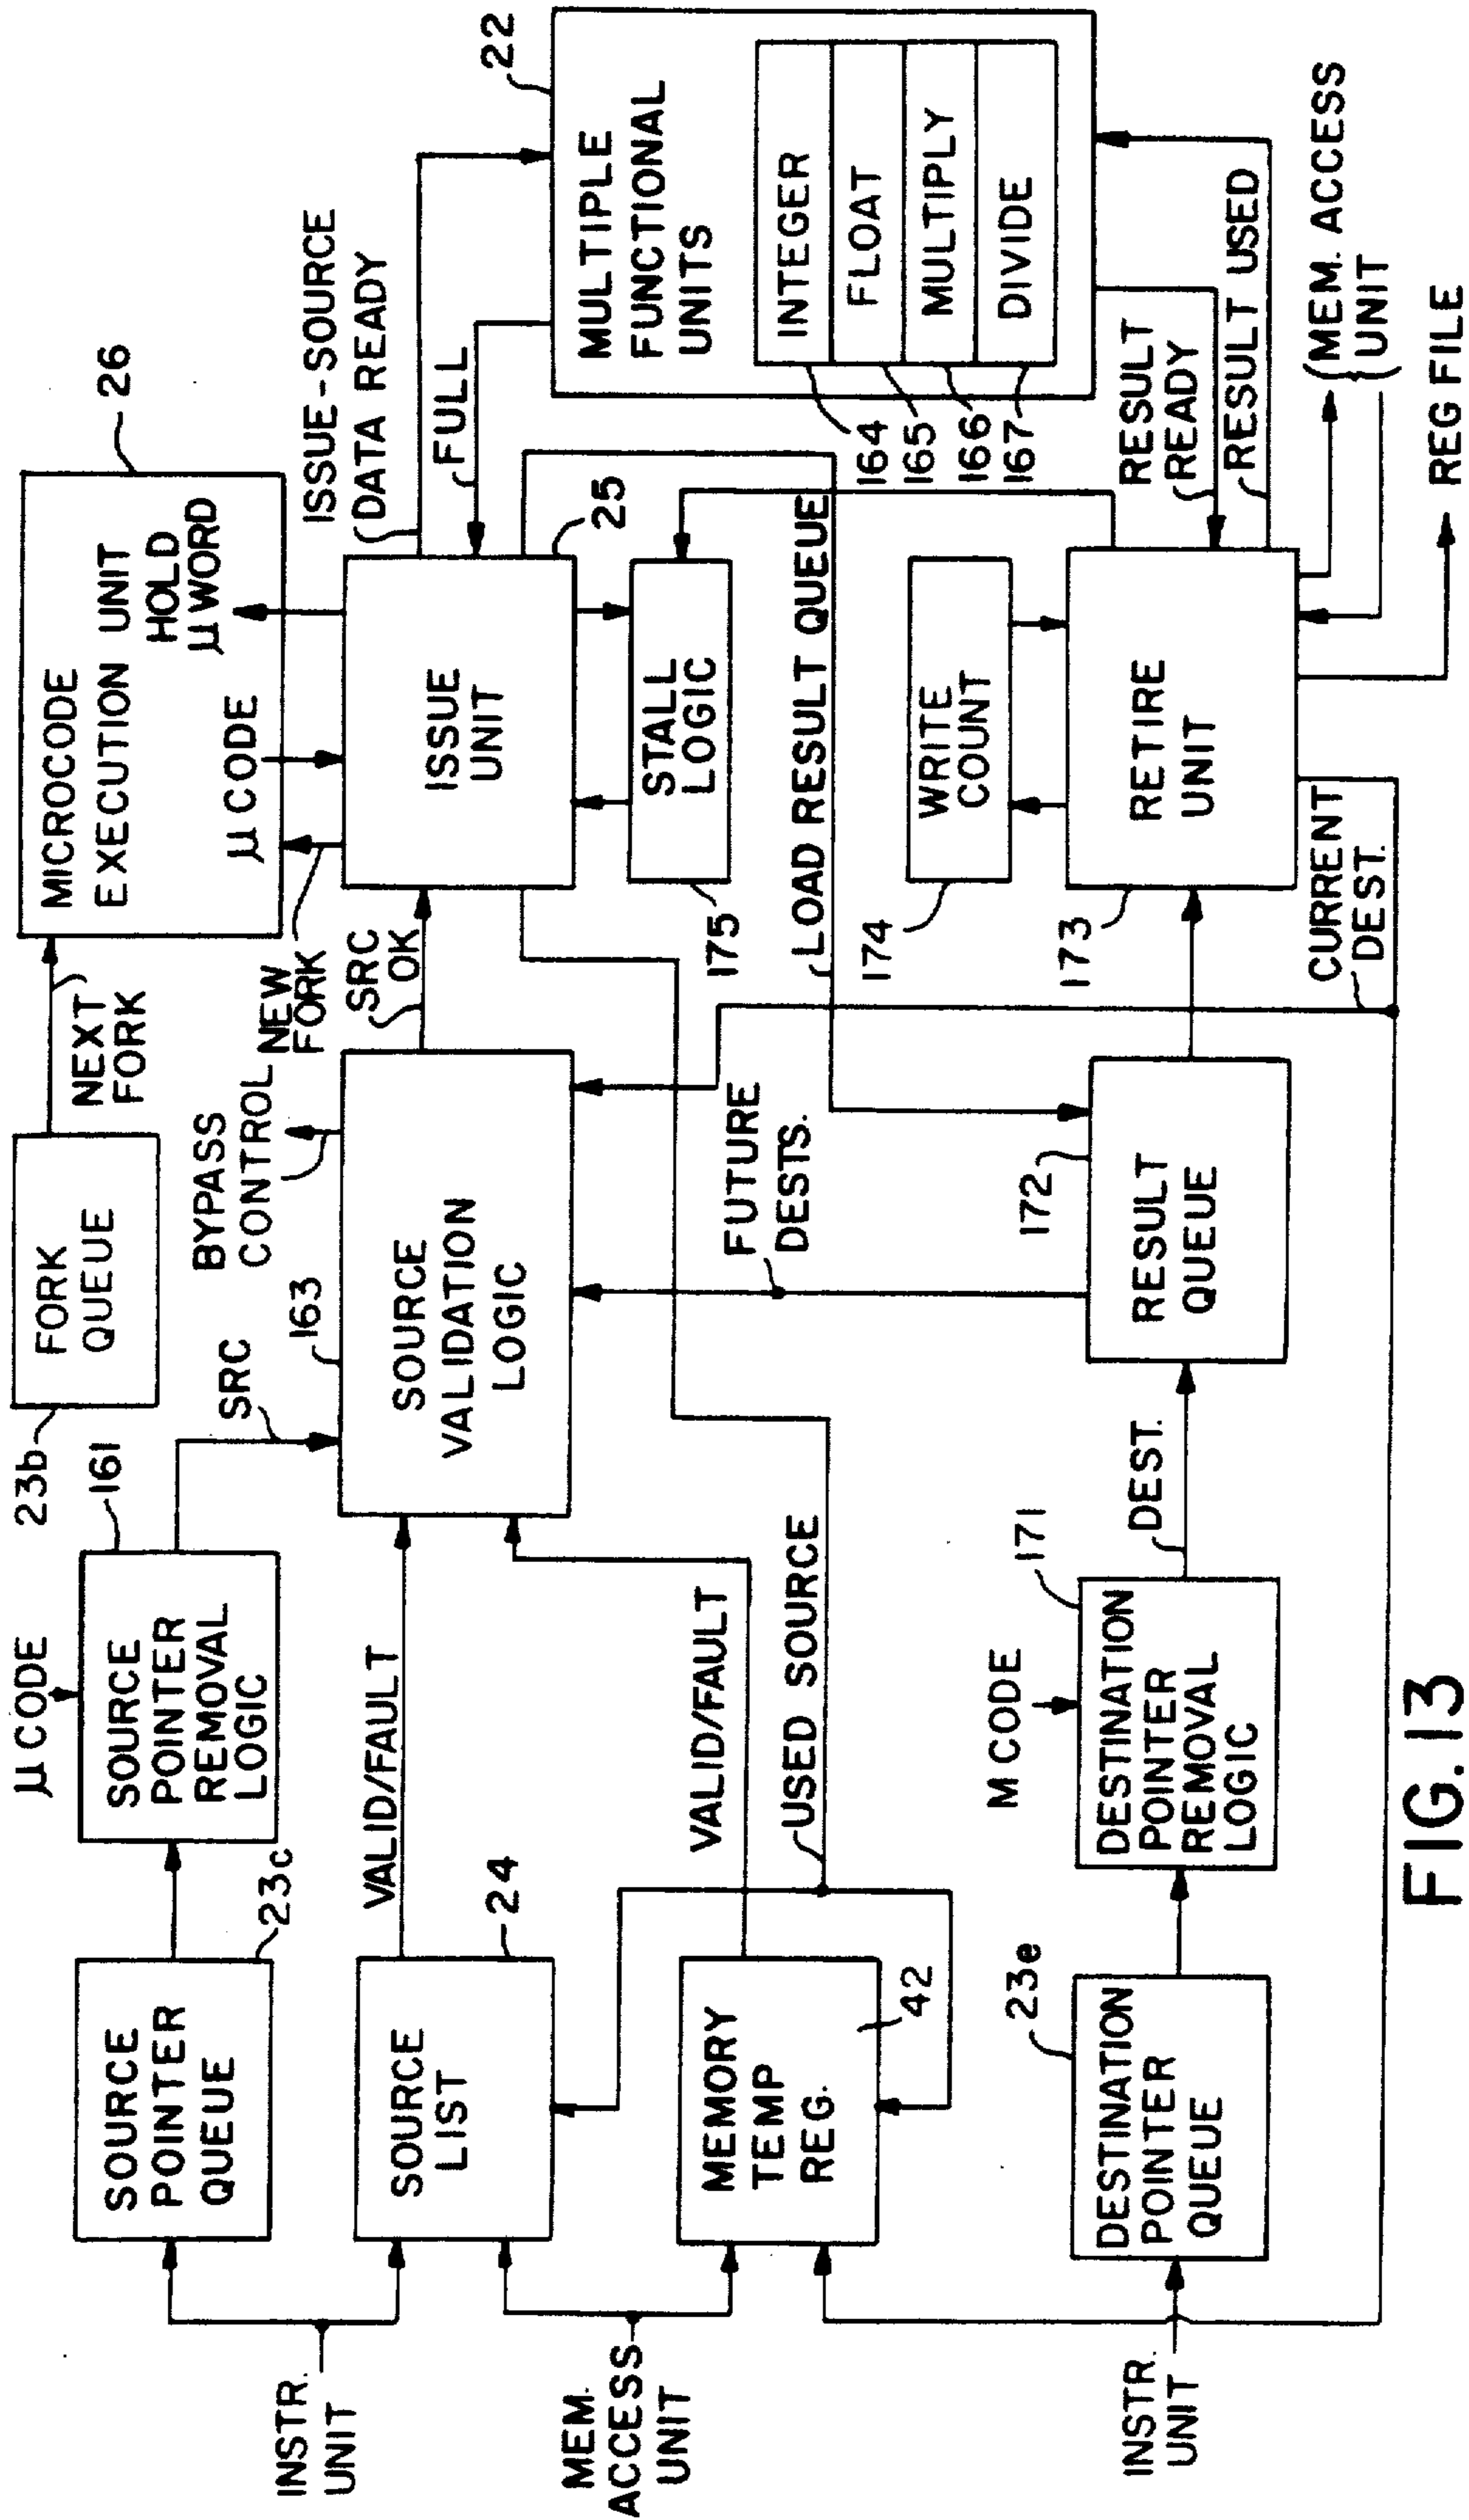 23b
FORK
QUEUE
NEXT
FORK
MICROCODE
EXECUTION UNIT
HOLD
μ WORD
μ CODE
26
μ CODE
SOURCE
POINTER
QUEUE
23c
SOURCE
POINTER
REMOVAL
LOGIC
161
SRC
BYPASS
CONTROL
NEW
FORK
163
SOURCE
VALIDATION
LOGIC
SRC
OK
ISSUE
UNIT
25
ISSUE-SOURCE
DATA READY
FULL
22
MULTIPLE
FUNCTIONAL
UNITS
INTEGER
FLOAT
MULTIPLY
DIVIDE
164
165
166
167
INSTR.
UNIT
SOURCE
LIST
24
VALID/FAULT
STALL
LOGIC
175
MEM.
ACCESS
UNIT
MEMORY
TEMP
REG.
42
VALID/FAULT
USED SOURCE
FUTURE
DESTS.
LOAD RESULT QUEUE
WRITE
COUNT
174
INSTR.
UNIT
DESTINATION
POINTER
QUEUE
23e
M CODE
DESTINATION
POINTER
REMOVAL
LOGIC
171
DEST.
172
RESULT
QUEUE
173
RETIRE
UNIT
RESULT
READY
RESULT USED
CURRENT
DEST.
MEM. ACCESS
UNIT
REG FILE
FIG. 13